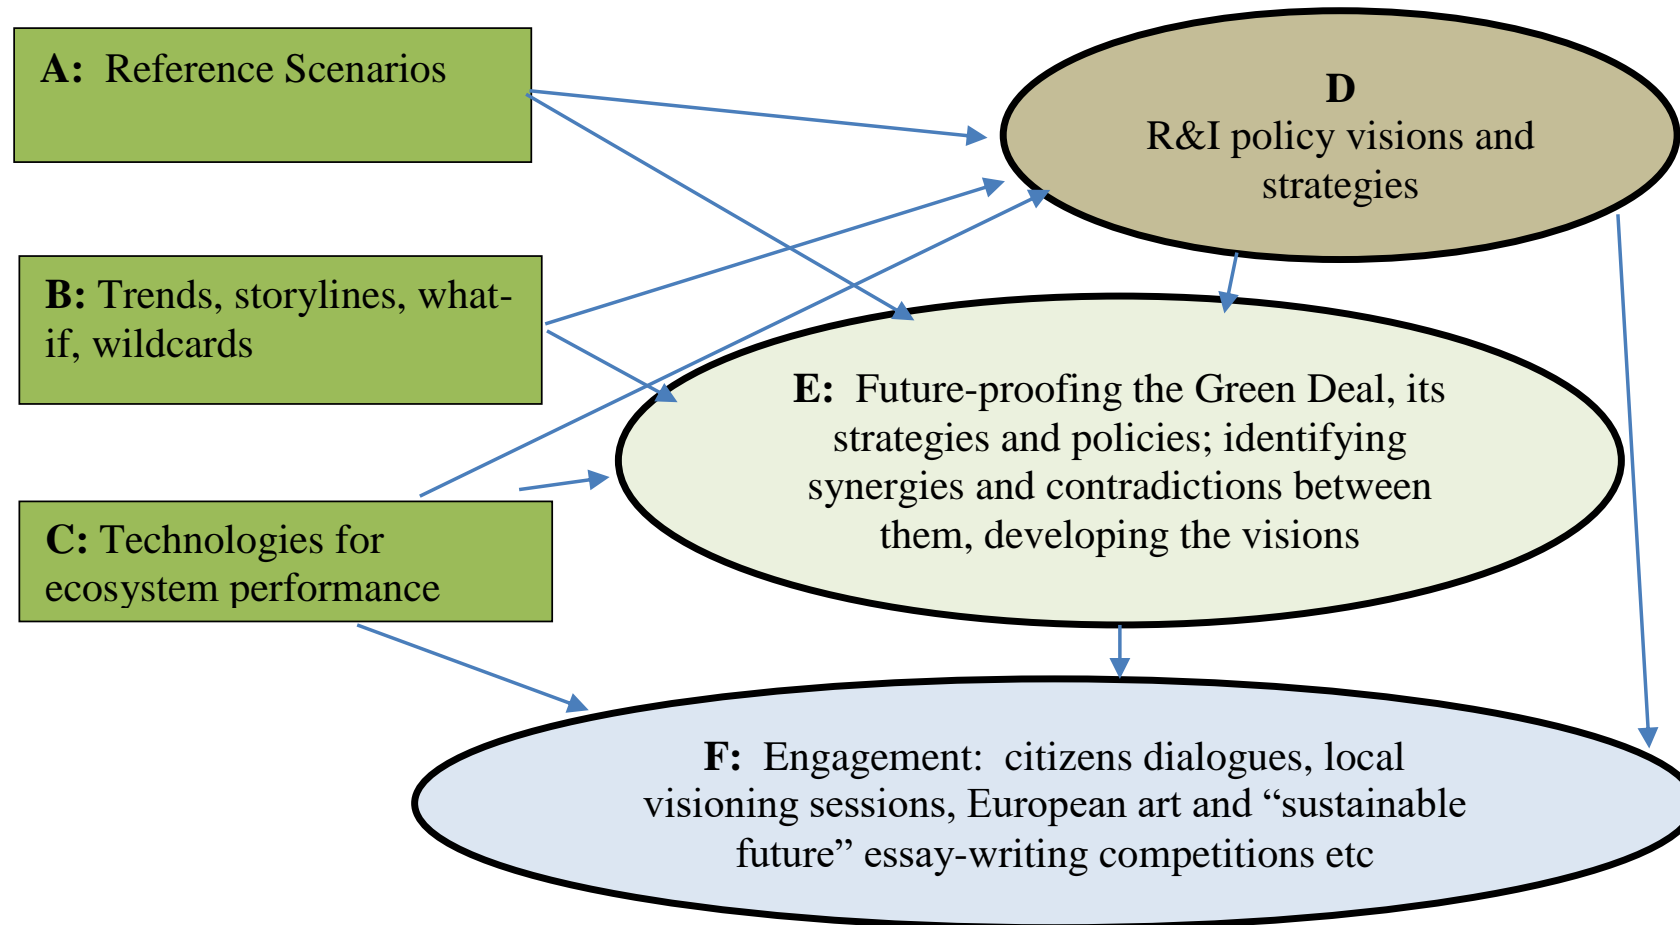 A: Reference Scenarios
B: Trends, storylines, what-
if, wildcards
C: Technologies for
ecosystem performance
D
R&I policy visions and
strategies
E: Future-proofing the Green Deal, its
strategies and policies; identifying
synergies and contradictions between
them, developing the visions
F: Engagement: citizens dialogues, local
visioning sessions, European art and “sustainable
future” essay-writing competitions etc